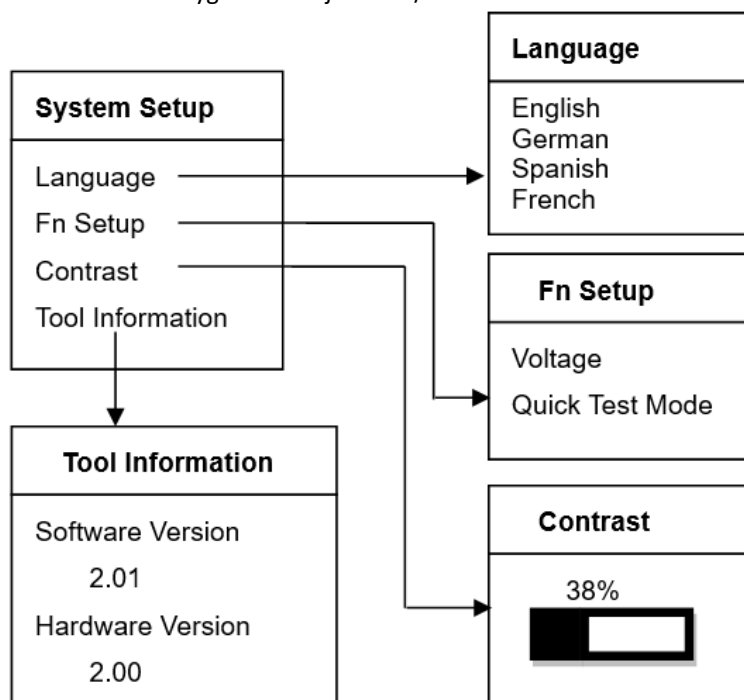 System Setup
Language
Fn Setup
Contrast
Tool Information
Language
English
German
Spanish
French
Fn Setup
Voltage
Quick Test Mode
Tool Information
Software Version
2.01
Hardware Version
2.00
Contrast
38%